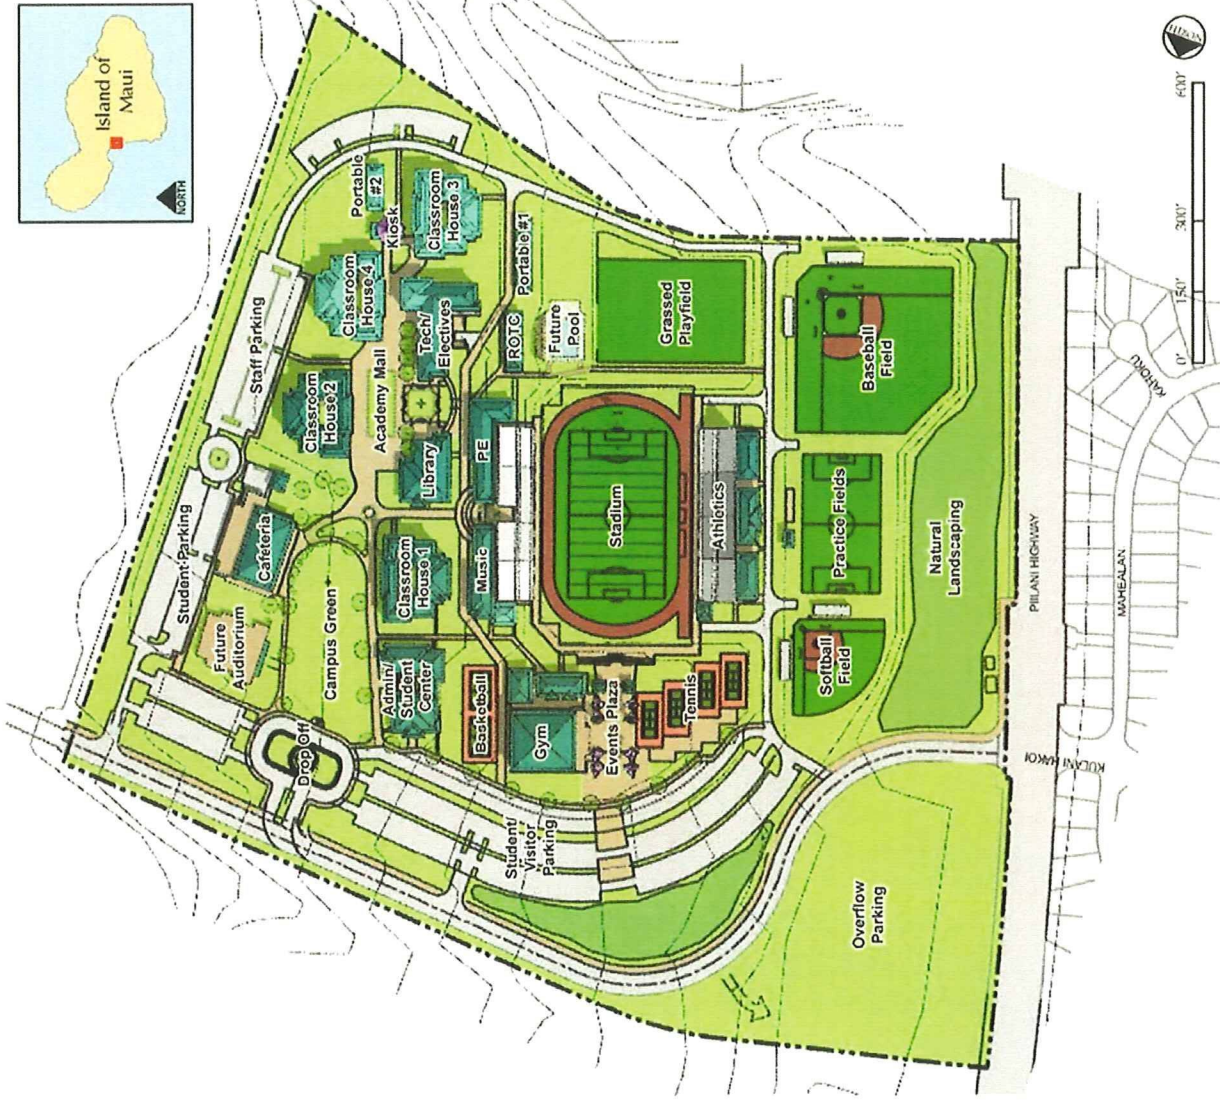 Island of
Maui
NORTH
Portable
#2
Kiosk
Classroom
House 3
Classroom
House 4
Staff Parking
Tech/
Electives
Portable #1
ROTC
Future
Pool
Grassed
Playfield
Classroom
House 2
Academy Mall
Library
PE
Student Parking
Cafeteria
Future
Auditorium
Campus Green
Classroom
House 1
Music
Stadium
Athletics
Admin/
Student
Center
Basketball
Gym
Events Plaza
Tennis
Drop Off
Student/
Visitor
Parking
Baseball
Field
Practice Fields
Softball
Field
Natural
Landscaping
Overflow
Parking
PIILANI HIGHWAY
KULANIHAKOI
MAHEALAN
KAHOKU
NORTH
0'
150'
300'
600'